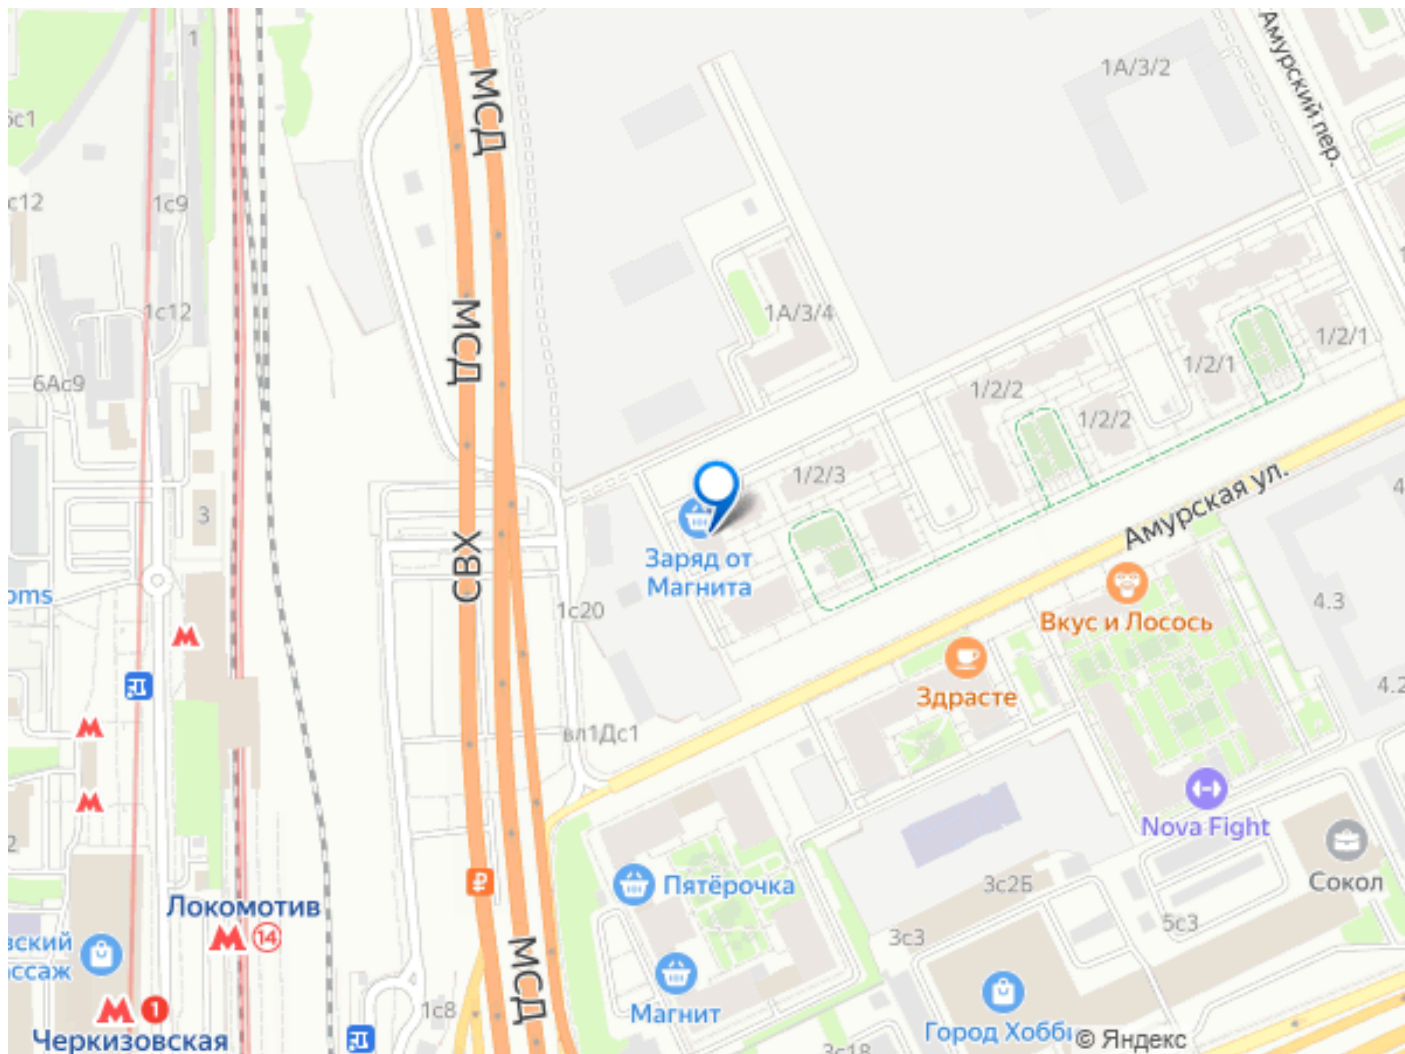 1
МСД
1А/3/2
Амурский пер.
с12
1с9
1А/3/4
1с12
МСД
1/2/1
1/2/1
6Ас9
1/2/2
1/2/2
1/2/3
3
СВХ
Амурская ул.
Заряд от
Магнита
1с20
4.3
Вкус и Лосось
Здрасте
4.2
вл1Дс1
Nova Fight
Пятёрочка
3с2Б
Сокол
Локомотив
14
5с3
3с3
Магнит
МСД
1
1с8
Черкизовская
Город Хобби
© Яндекс
3с18